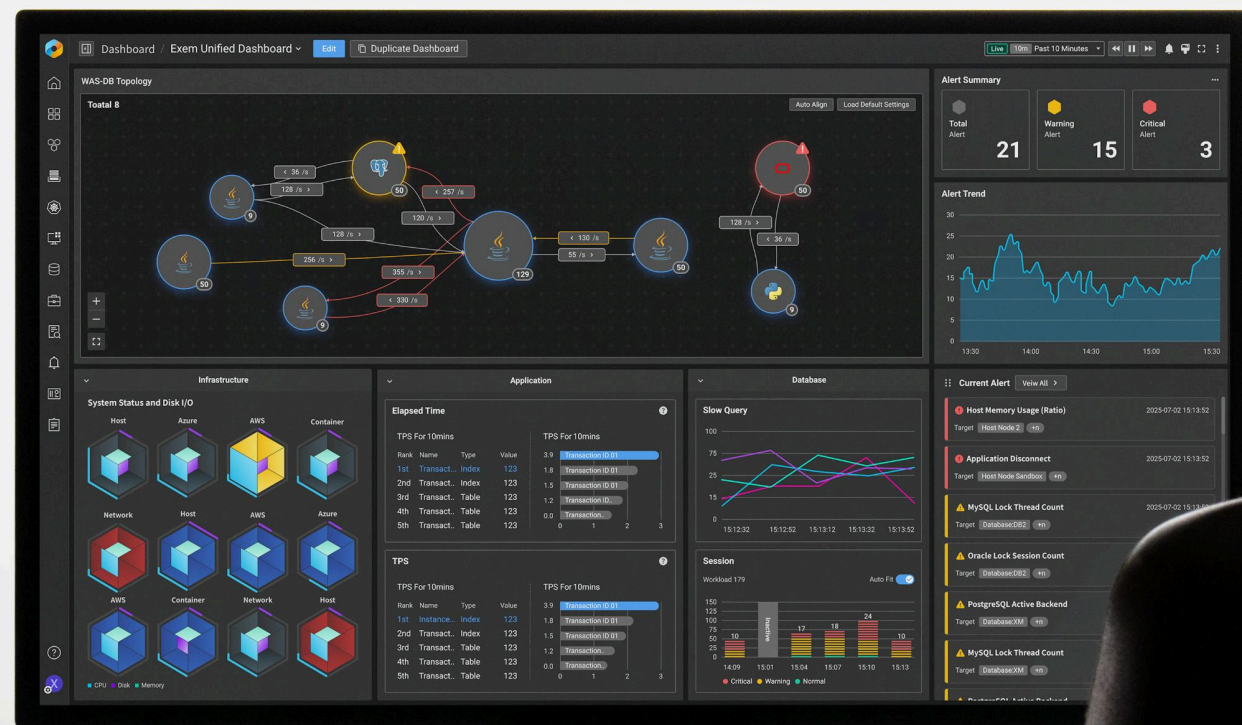 Dashboard / Exem Unified Dashboard
Edit
Duplicate Dashboard
Live 10m Past 10 Minutes
WAS-DB Topology
Toatal 8
Auto Align
Load Default Settings
< 36 /s
128 /s >
50
< 257 /s
9
120 /s >
128 /s >
256 /s >
50
355 /s >
< 330 /s
9
129
< 130 /s
55 /s >
50
50
128 /s >
< 36 /s
9
Alert Summary
Total
Alert
21
Warning
Alert
15
Critical
Alert
3
Alert Trend
30
25
20
15
10
5
0
13:30 14:00 14:30 15:00 15:30
Infrastructure
System Status and Disk I/O
Host Azure AWS Container
Network Host AWS Azure
AWS Container Network Host
CPU Disk Memory
Application
Elapsed Time
TPS For 10mins
Rank Name Type Value
1st Transact... Index 123
2nd Transact.. Index 123
3rd Transact.. Table 123
4th Transact.. Table 123
5th Transact.. Table 123
TPS For 10mins
3.9 Transaction ID 01
1.8 Transaction ID 01
1.5 Transaction ID 01
1.2 Transaction ID..
0.0 Transaction..
0 1 2 3
TPS
TPS For 10mins
Rank Name Type Value
1st Instance... Index 123
2nd Transact.. Index 123
3rd Transact.. Table 123
4th Transact.. Table 123
5th Transact.. Table 123
TPS For 10mins
3.9 Transaction ID 01
1.8 Transaction ID 01
1.5 Transaction ID 01
1.2 Transaction..
0.0 Transaction..
0 1 2 3
Database
Slow Query
100
76
25
15
0
15:12:32 15:12:52 15:13:12 15:13:32 15:13:52
Session
Workload 179
Auto Fit
150
125
100
75
50
25
0
10
Inactive
17
18
24
10
14:09 15:01 15:04 15:07 15:10 15:13
Critical Warning Normal
Current Alert
Veiw All >
Host Memory Usage (Ratio) 2025-07-02 15:13:52
Target Host Node 2 +n
Application Disconnect 2025-07-02 15:13:52
Target Host Node Sandbox +n
MySQL Lock Thread Count 2025-07-02 15:13:52
Target Database:DB2 +n
Oracle Lock Session Count
Target Database:DB2 +n
PostgreSQL Active Backend
Target Database:XM +n
MySQL Lock Thread Count
Target Database:XM +n
PostgreSQL Active Backend
X